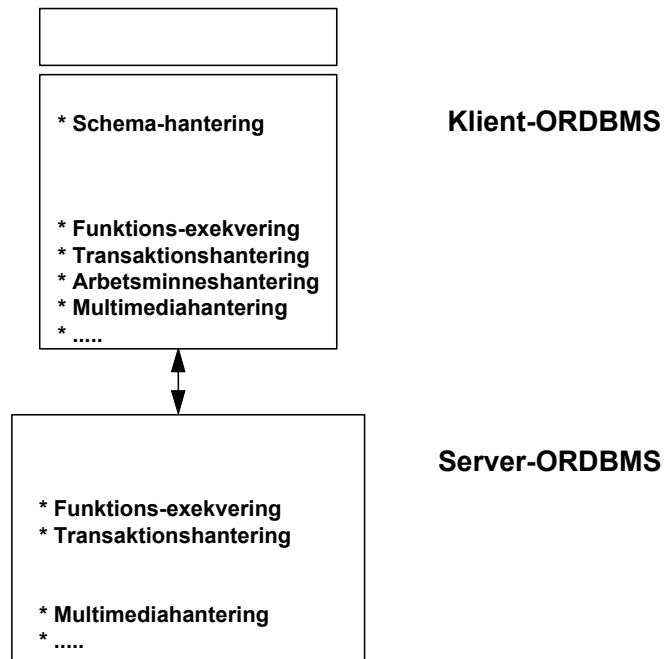 * Schema-hantering
Klient-ORDBMS
* Funktions-exekvering
* Transaktionshantering
* Arbetsminneshantering
* Multimediahantering
* .....
Server-ORDBMS
* Funktions-exekvering
* Transaktionshantering
* Multimediahantering
* .....